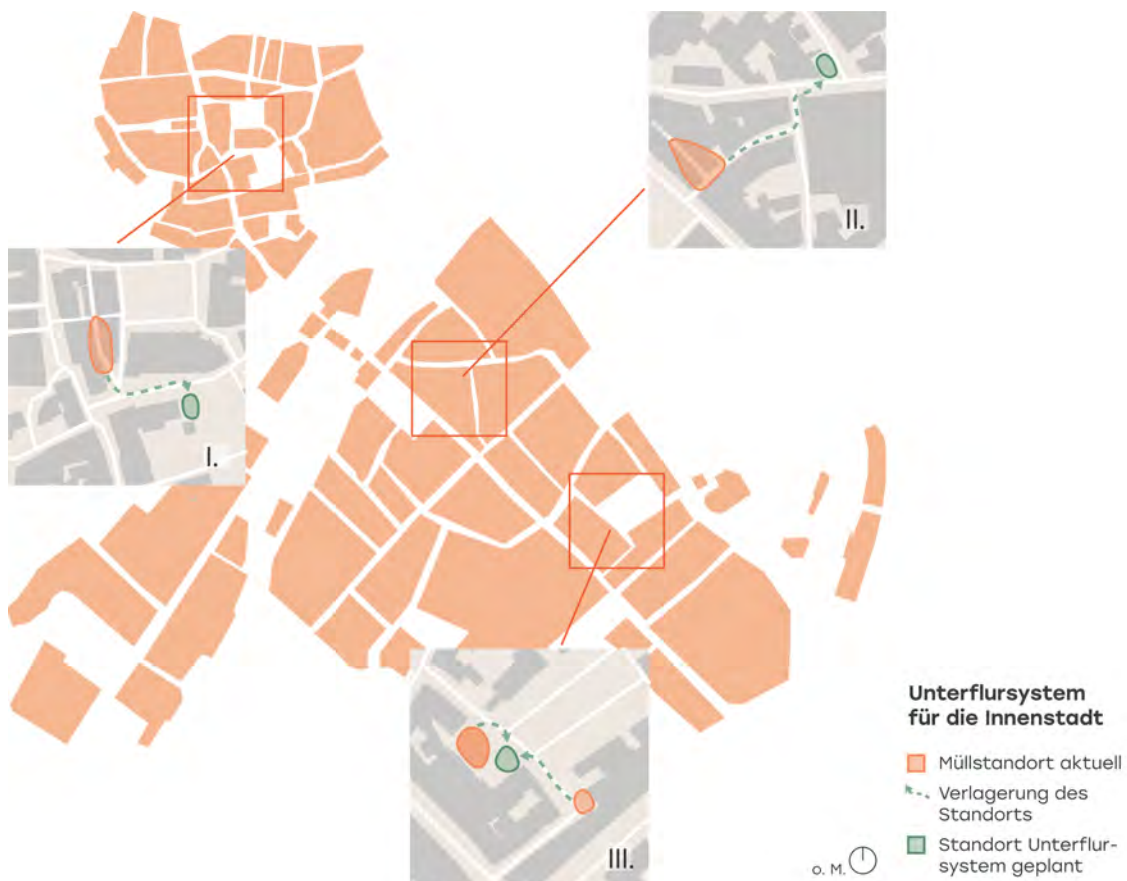 II.
I.
III.
Unterflursystem
für die Innenstadt
Müllstandort aktuell
Verlagerung des
Standorts
Standort Unterflur-
system geplant
o. M.